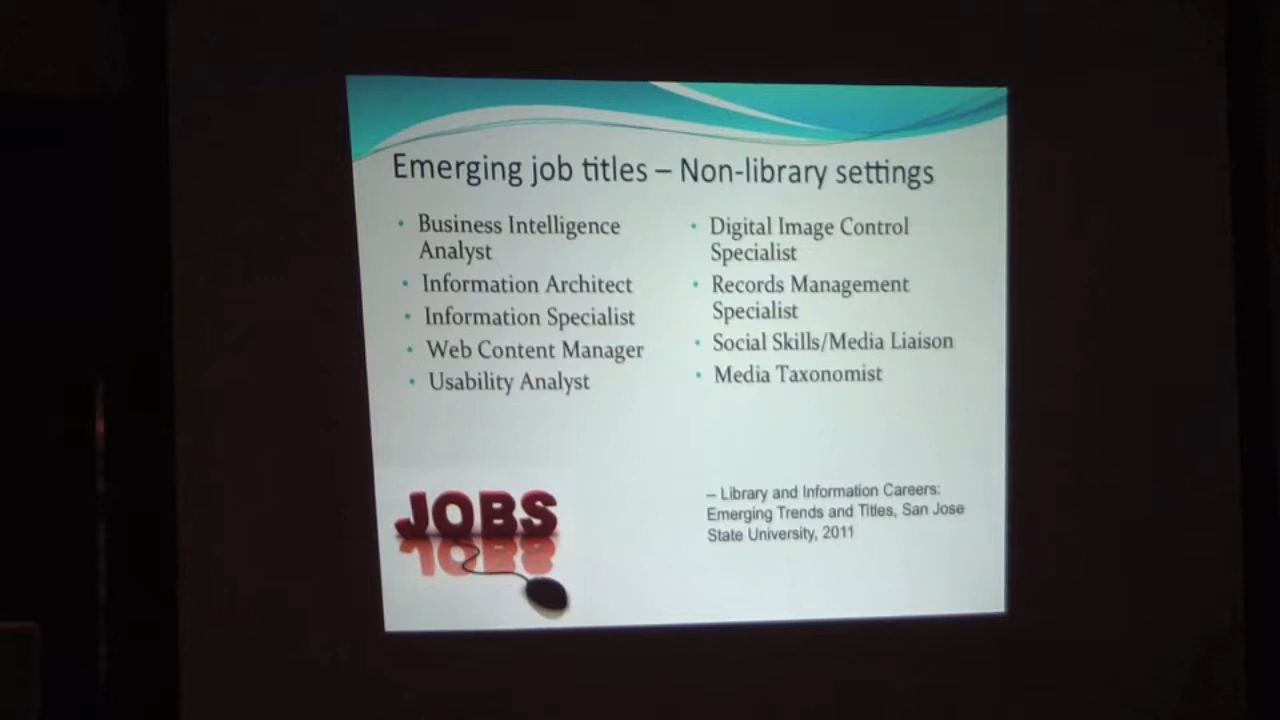 Emerging job titles – Non-library settings
• Business Intelligence
Analyst
• Information Architect
• Information Specialist
• Web Content Manager
• Usability Analyst
• Digital Image Control
Specialist
• Records Management
Specialist
• Social Skills/Media Liaison
• Media Taxonomist
JOBS
– Library and Information Careers:
Emerging Trends and Titles, San Jose
State University, 2011